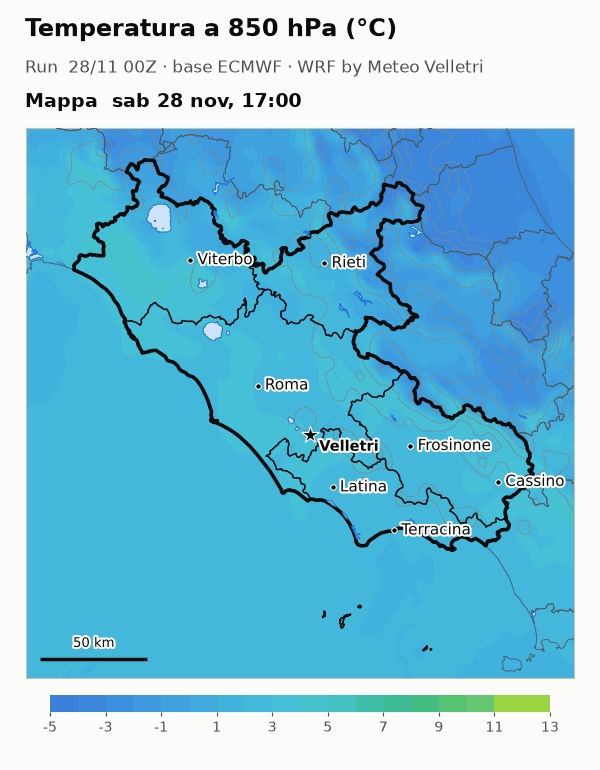 Temperatura a 850 hPa (°C)
Run  28/11 00Z · base ECMWF · WRF by Meteo Velletri
Mappa  sab 28 nov, 17:00
Viterbo
Rieti
Roma
Velletri
Frosinone
Cassino
Latina
Terracina
50 km
-5 -3 -1 1 3 5 7 9 11 13